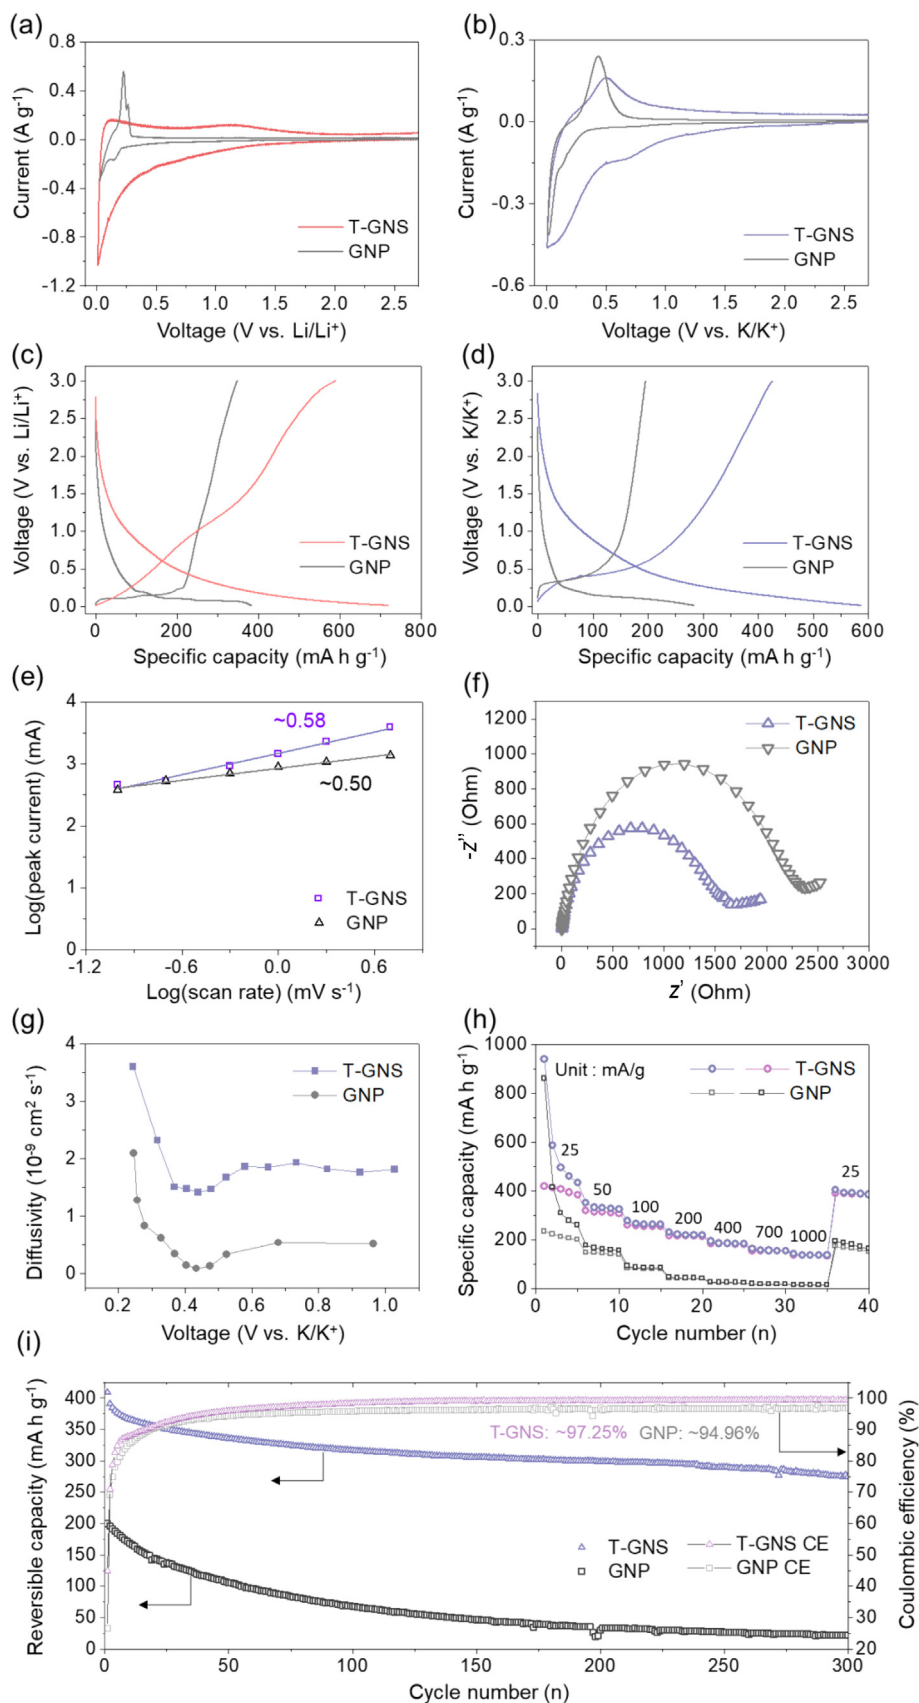 (a)
0.8
0.4
0.0
-0.4
-0.8
-1.2
Current (A g⁻¹)
T-GNS
GNP
0.0 0.5 1.0 1.5 2.0 2.5
Voltage (V vs. Li/Li⁺)
(b)
0.3
0.0
-0.3
-0.6
Current (A g⁻¹)
T-GNS
GNP
0.0 0.5 1.0 1.5 2.0 2.5
Voltage (V vs. K/K⁺)
(c)
3.0
2.5
2.0
1.5
1.0
0.5
0.0
Voltage (V vs. Li/Li⁺)
T-GNS
GNP
0 200 400 600 800
Specific capacity (mA h g⁻¹)
(d)
3.0
2.5
2.0
1.5
1.0
0.5
0.0
Voltage (V vs. K/K⁺)
T-GNS
GNP
0 100 200 300 400 500 600
Specific capacity (mA h g⁻¹)
(e)
4
3
2
1
0
Log(peak current) (mA)
~0.58
~0.50
T-GNS
GNP
-1.2 -0.6 0.0 0.6
Log(scan rate) (mV s⁻¹)
(f)
1200
1000
800
600
400
200
0
-z'' (Ohm)
T-GNS
GNP
0 500 1000 1500 2000 2500 3000
z' (Ohm)
(g)
4
3
2
1
0
Diffusivity (10⁻⁹ cm² s⁻¹)
T-GNS
GNP
0.2 0.4 0.6 0.8 1.0
Voltage (V vs. K/K⁺)
(h)
1000
800
600
400
200
0
Specific capacity (mA h g⁻¹)
Unit : mA/g
T-GNS
GNP
25
50
100
200
400
700
1000
25
0 10 20 30 40
Cycle number (n)
(i)
400
350
300
250
200
150
100
50
0
Reversible capacity (mA h g⁻¹)
T-GNS: ~97.25% GNP: ~94.96%
T-GNS
GNP
T-GNS CE
GNP CE
100
90
80
70
60
50
40
30
20
Coulombic efficiency (%)
0 50 100 150 200 250 300
Cycle number (n)